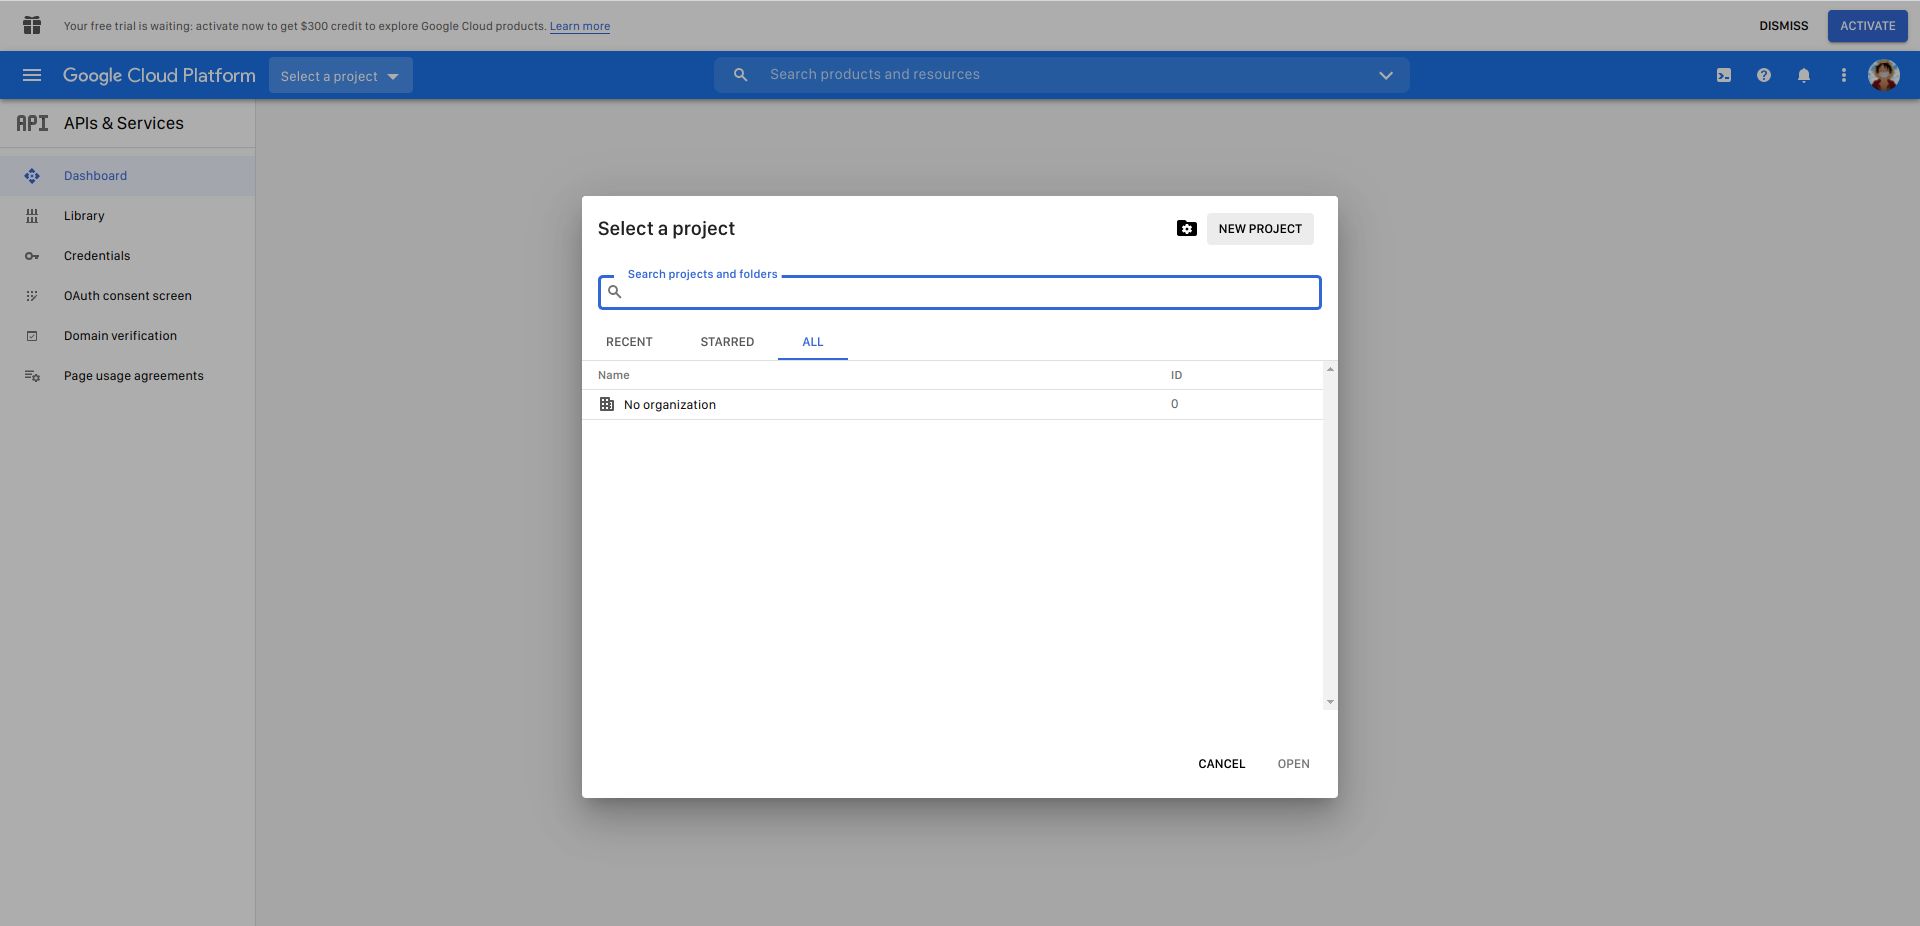 Your free trial is waiting: activate now to get $300 credit to explore Google Cloud products. Learn more
DISMISS
ACTIVATE
Google Cloud Platform
Select a project
Search products and resources
API APIs & Services
Dashboard
Library
Credentials
OAuth consent screen
Domain verification
Page usage agreements
Select a project
NEW PROJECT
Search projects and folders
RECENT
STARRED
ALL
Name
ID
No organization
0
CANCEL
OPEN